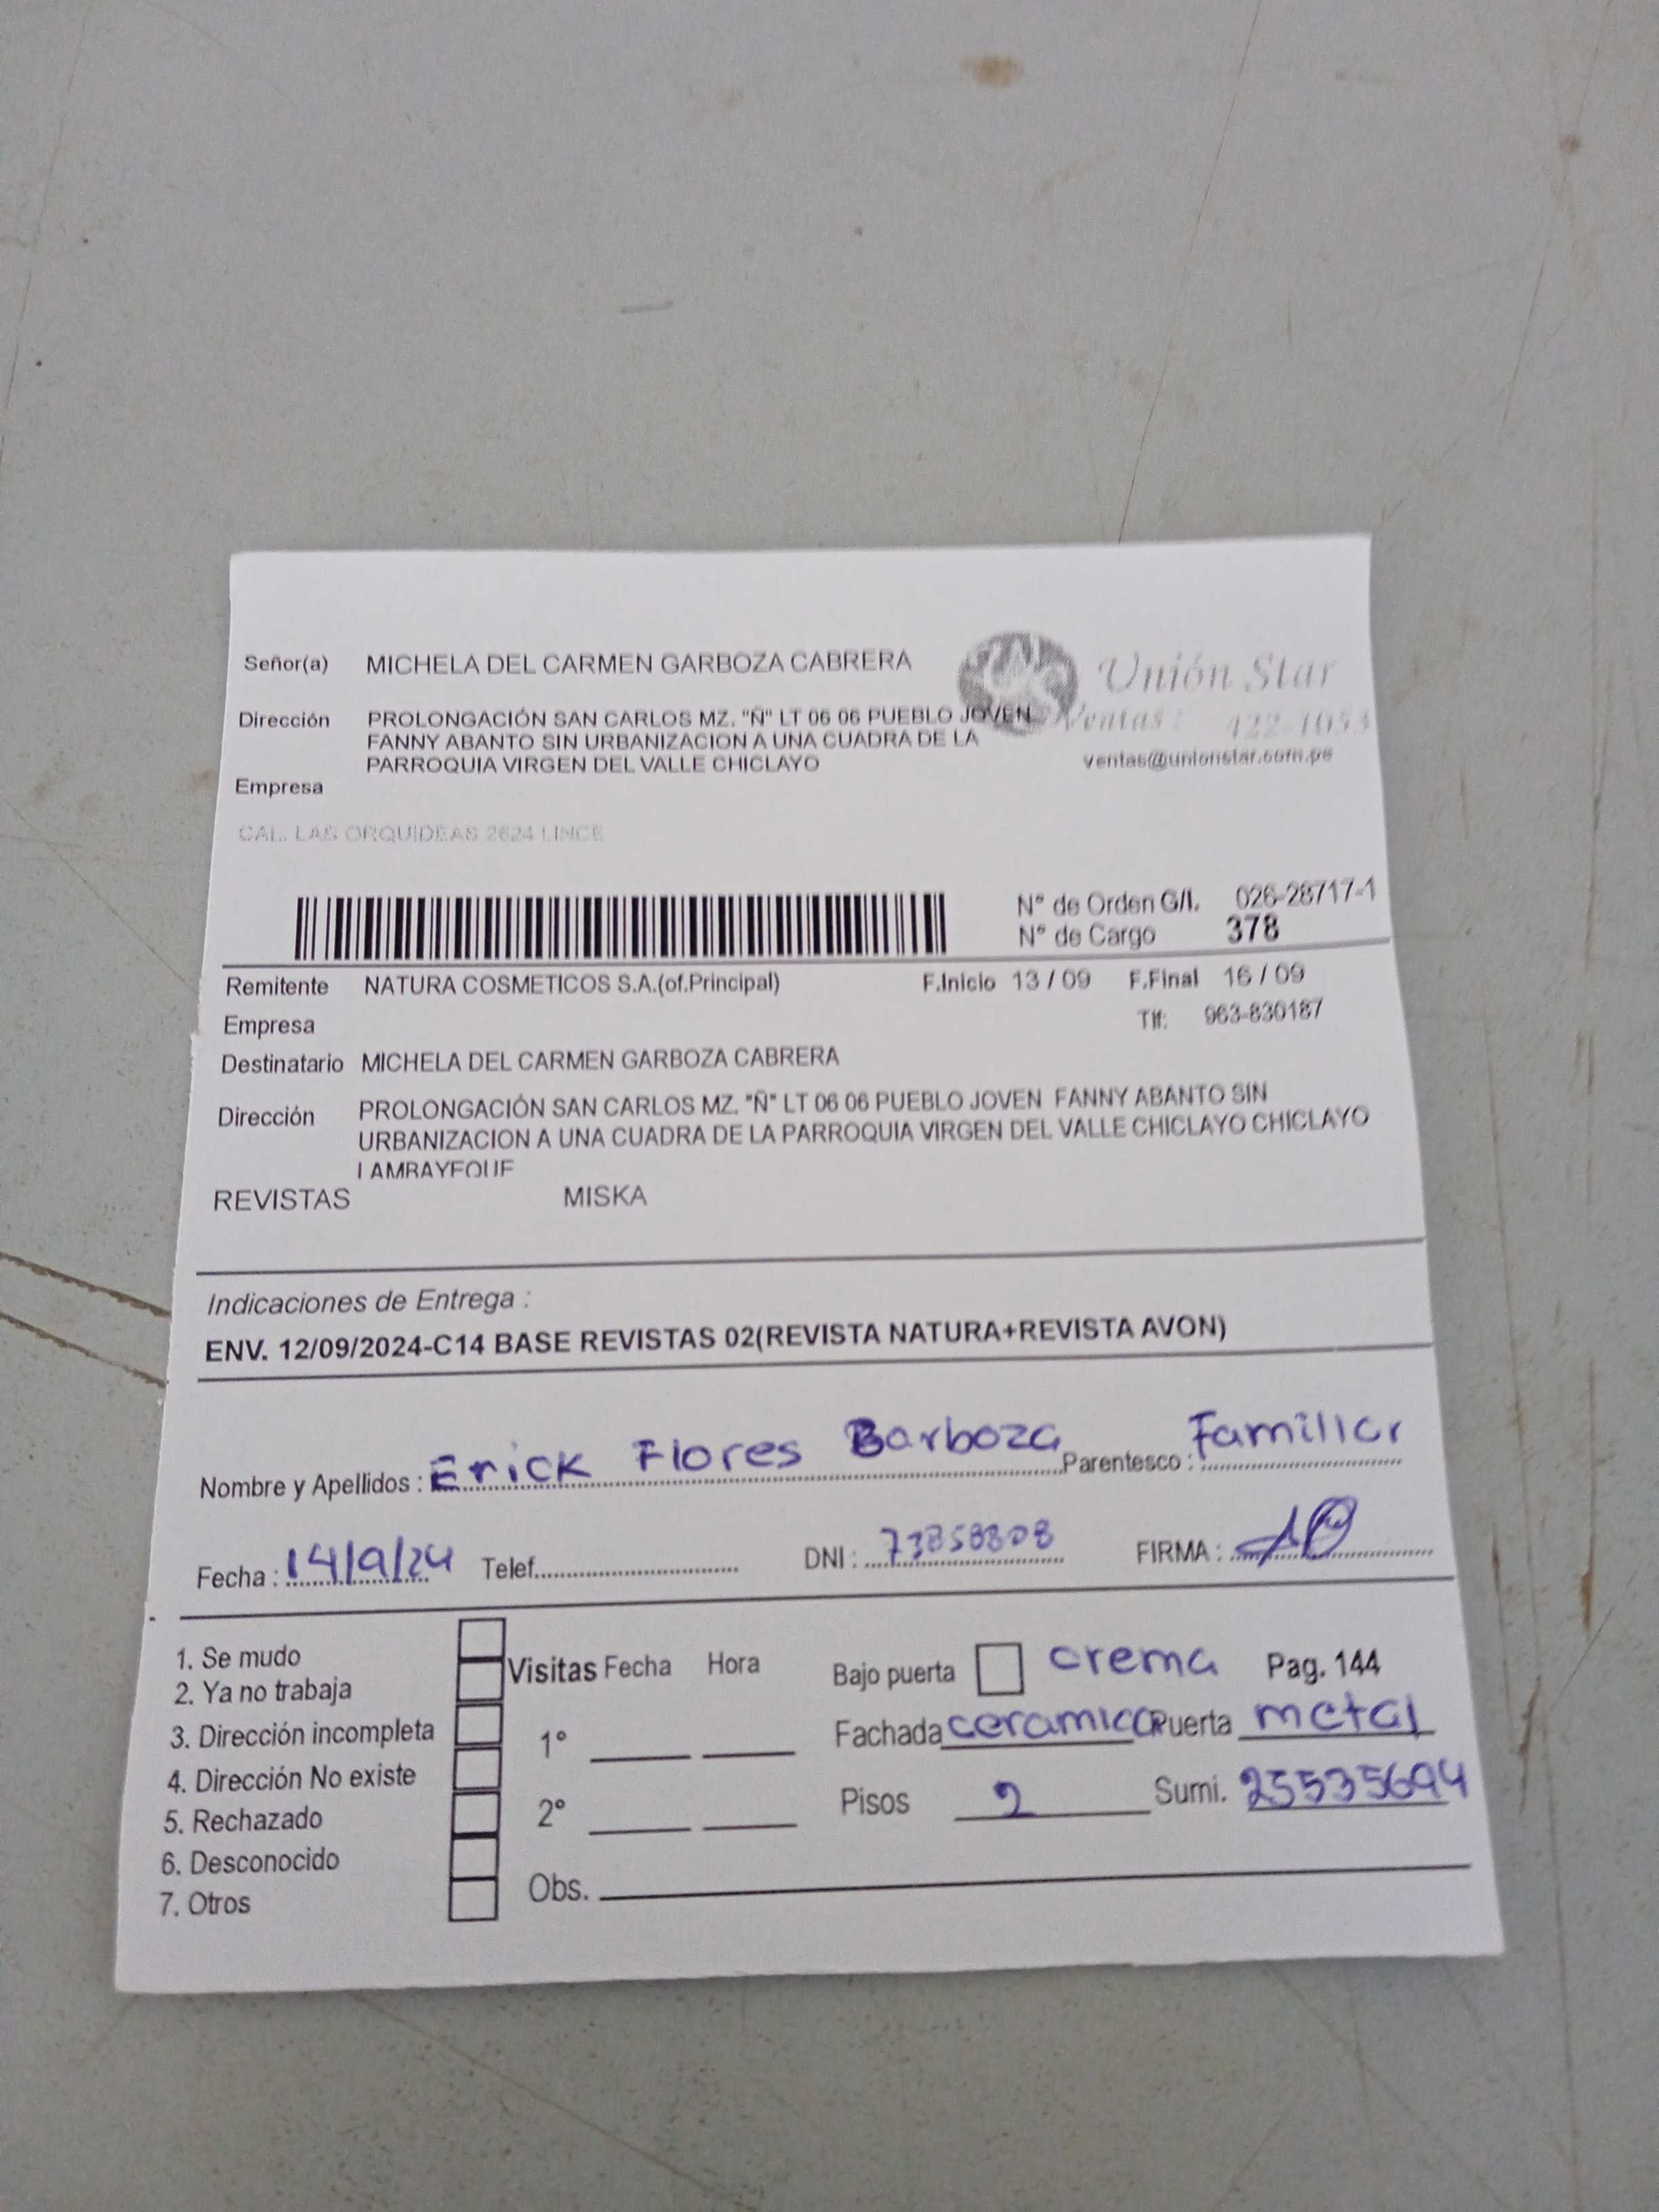 Señor(a) MICHELA DEL CARMEN GARBOZA CABRERA
Unión Star
Dirección PROLONGACIÓN SAN CARLOS MZ. "Ñ" LT 06 06 PUEBLO JOVEN
FANNY ABANTO SIN URBANIZACION A UNA CUADRA DE LA
PARROQUIA VIRGEN DEL VALLE CHICLAYO
Ventas: 422-1053
ventas@unionstar.com.pe
Empresa
CAL. LAS ORQUIDEAS 2624 LINCE
N° de Orden G/I. 026-28717-1
N° de Cargo 378
Remitente NATURA COSMETICOS S.A.(of.Principal) F.Inicio 13 / 09 F.Final 16 / 09
Empresa Tlf: 963-830187
Destinatario MICHELA DEL CARMEN GARBOZA CABRERA
Dirección PROLONGACIÓN SAN CARLOS MZ. "Ñ" LT 06 06 PUEBLO JOVEN FANNY ABANTO SIN
URBANIZACION A UNA CUADRA DE LA PARROQUIA VIRGEN DEL VALLE CHICLAYO CHICLAYO
LAMBAYEQUE
REVISTAS MISKA
Indicaciones de Entrega :
ENV. 12/09/2024-C14 BASE REVISTAS 02(REVISTA NATURA+REVISTA AVON)
Nombre y Apellidos : Erick Flores Barboza Parentesco : Familiar
Fecha : 14/9/24 Telef. DNI : 73858808 FIRMA :
1. Se mudo
2. Ya no trabaja
3. Dirección incompleta
4. Dirección No existe
5. Rechazado
6. Desconocido
7. Otros
Visitas Fecha Hora
1°
2°
Obs.
Bajo puerta crema Pag. 144
Fachada ceramica Puerta metal
Pisos 2 Sumi. 25535694